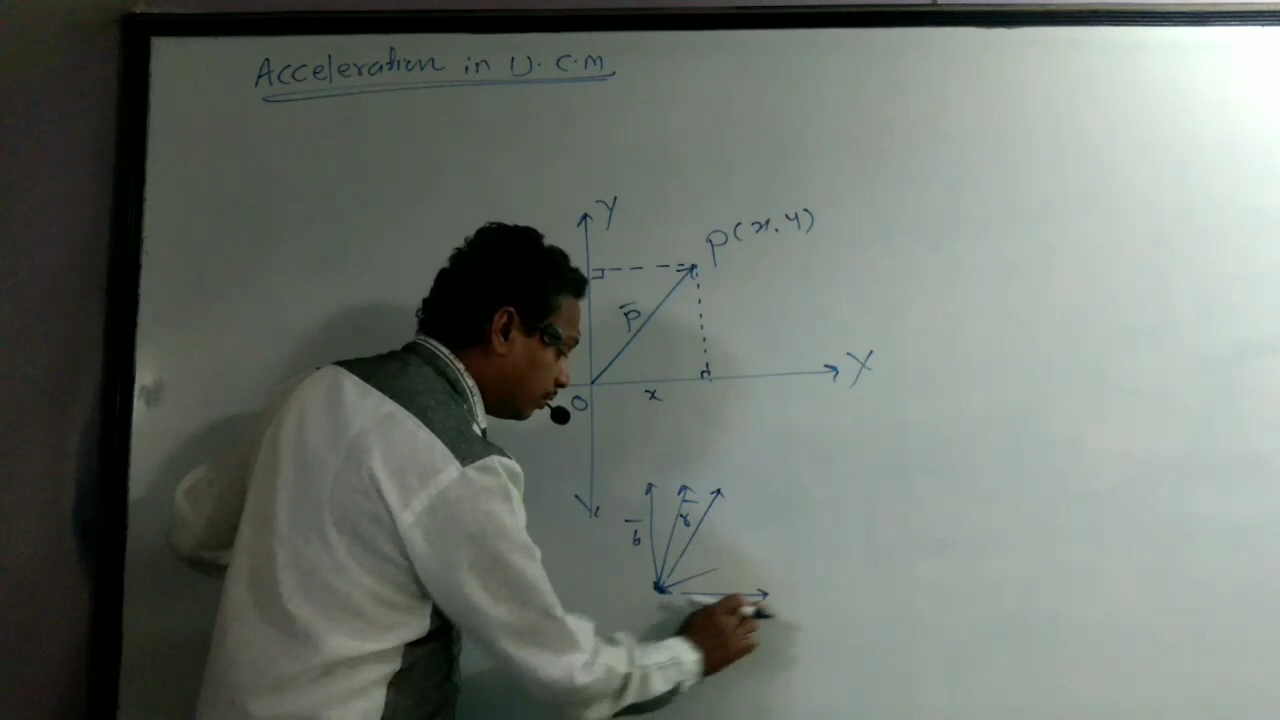 Acceleration in U.C.M.
Y
P(x,y)
p̄
X
O
x
b̄
r̄